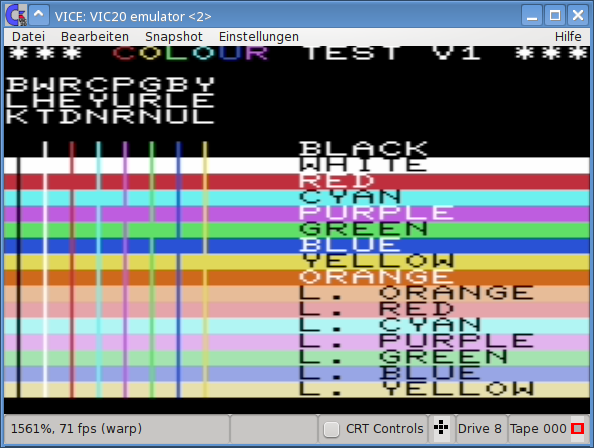 VICE: VIC20 emulator <2>
Datei Bearbeiten Snapshot Einstellungen Hilfe
*** COLOUR TEST V1 ***
BWRCPGBY
LHEYURLE
KTDNRNUL
BLACK
WHITE
RED
CYAN
PURPLE
GREEN
BLUE
YELLOW
ORANGE
L. ORANGE
L. RED
L. CYAN
L. PURPLE
L. GREEN
L. BLUE
L. YELLOW
1561%, 71 fps (warp) CRT Controls Drive 8 Tape 000